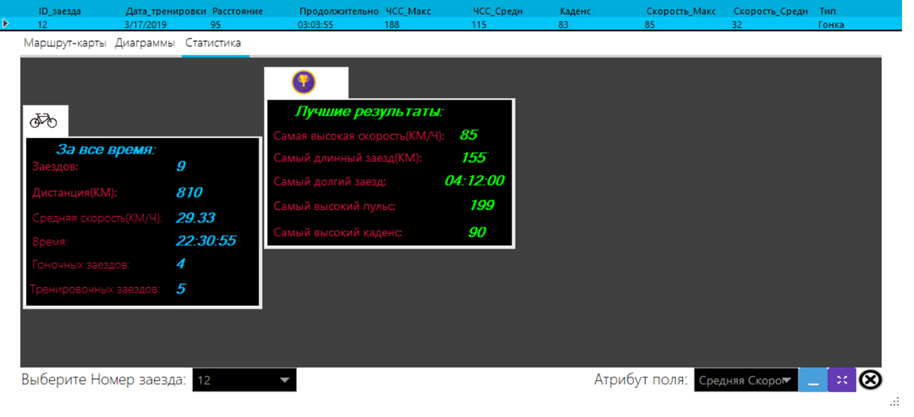 ID_заезда Дата_тренировки Расстояние Продолжительно ЧСС_Макс ЧСС_Средн Каденс Скорость_Макс Скорость_Средн Тип
12 3/17/2019 95 03:03:55 188 115 83 85 32 Гонка
Маршрут-карты Диаграммы Статистика
За все время:
Заездов: 9
Дистанция(КМ): 810
Средняя скорость(КМ/Ч): 29.33
Время: 22:30:55
Гоночных заездов: 4
Тренировочных заездов: 5
Лучшие результаты:
Самая высокая скорость(КМ/Ч): 85
Самый длинный заезд(КМ): 155
Самый долгий заезд: 04:12:00
Самый высокий пульс: 199
Самый высокий каденс: 90
Выберите Номер заезда: 12 Атрибут поля: Средняя Скорот